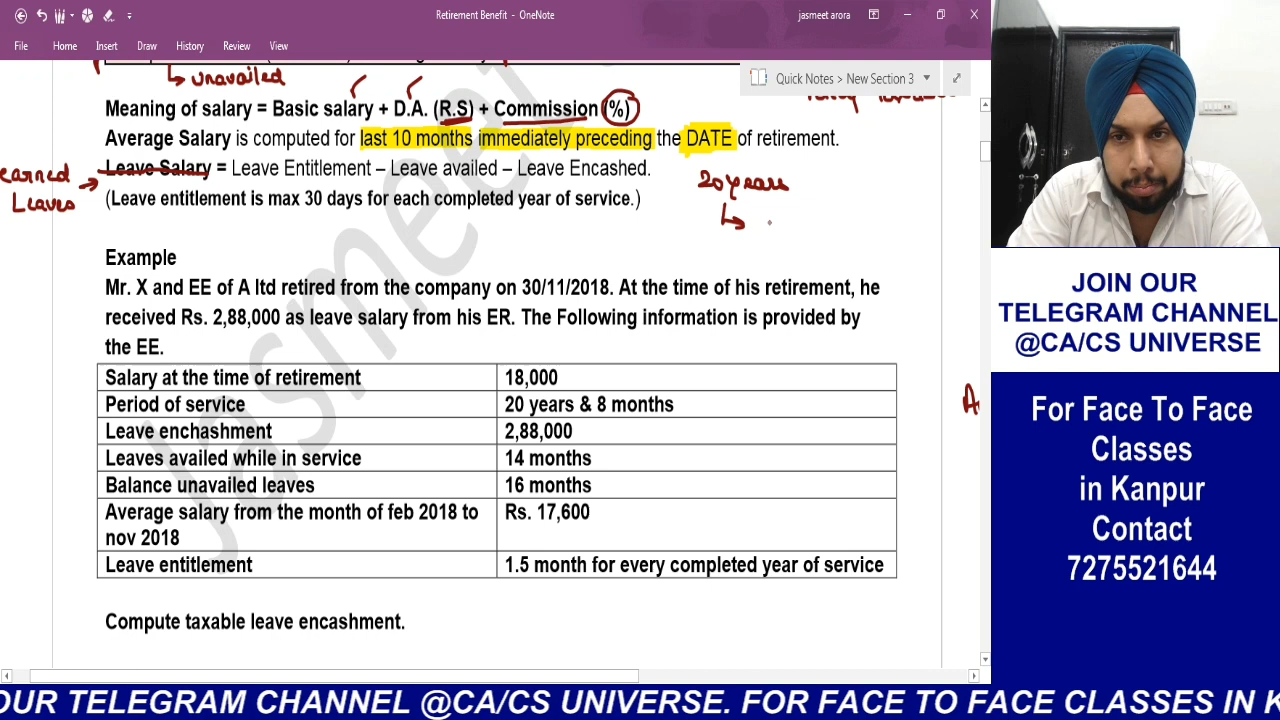 Retirement Benefit - OneNote
jasmeet arora
File Home Insert Draw History Review View
unavailed
Quick Notes > New Section 3
Meaning of salary = Basic salary + D.A. (R.S) + Commission (%)
Average Salary is computed for last 10 months immediately preceding the DATE of retirement.
earned Leaves
Leave Salary = Leave Entitlement – Leave availed – Leave Encashed.
20 years
(Leave entitlement is max 30 days for each completed year of service.)
Example
Mr. X and EE of A ltd retired from the company on 30/11/2018. At the time of his retirement, he
received Rs. 2,88,000 as leave salary from his ER. The Following information is provided by
the EE.
Salary at the time of retirement 18,000
Period of service 20 years & 8 months
Leave enchashment 2,88,000
Leaves availed while in service 14 months
Balance unavailed leaves 16 months
Average salary from the month of feb 2018 to Rs. 17,600
nov 2018
Leave entitlement 1.5 month for every completed year of service
Compute taxable leave encashment.
Jasmeet
JOIN OUR
TELEGRAM CHANNEL
@CA/CS UNIVERSE
For Face To Face
Classes
in Kanpur
Contact
7275521644
OUR TELEGRAM CHANNEL @CA/CS UNIVERSE. FOR FACE TO FACE CLASSES IN